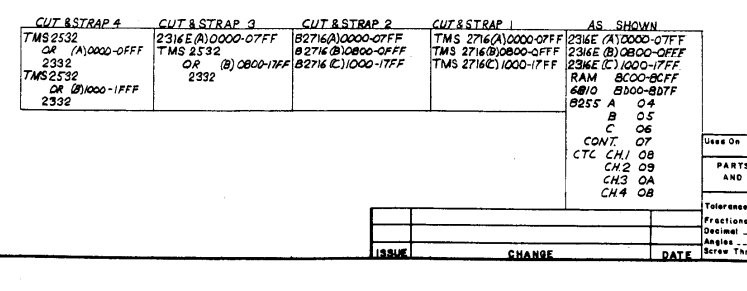 CUT & STRAP 4
TMS 2532
OR (A)0000-0FFF
2332
TMS 2532
OR (B)1000-1FFF
2332
CUT & STRAP 3
2316E (A)0000-07FF
TMS 2532
OR (B) 0800-17FF
2332
CUT & STRAP 2
82716(A)0000-07FF
82716(B)0800-0FFF
82716(C)1000-17FF
CUT & STRAP 1
TMS 2716(A)0000-07FF
TMS 2716(B)0800-0FFF
TMS 2716(C)1000-17FF
AS SHOWN
2316E (A)0000-07FF
2316E (B)0800-0FFF
2316E (C)1000-17FF
RAM 8C00-8CFF
6810 8D00-8D7F
8255 A 04
B 05
C 06
CONT. 07
CTC CH.1 08
CH.2 09
CH.3 0A
CH.4 0B
Uses On
PARTS
AND
Tolerance
Fractions
Decimal _
Angles _ _
Screw Thr
ISSUE CHANGE DATE